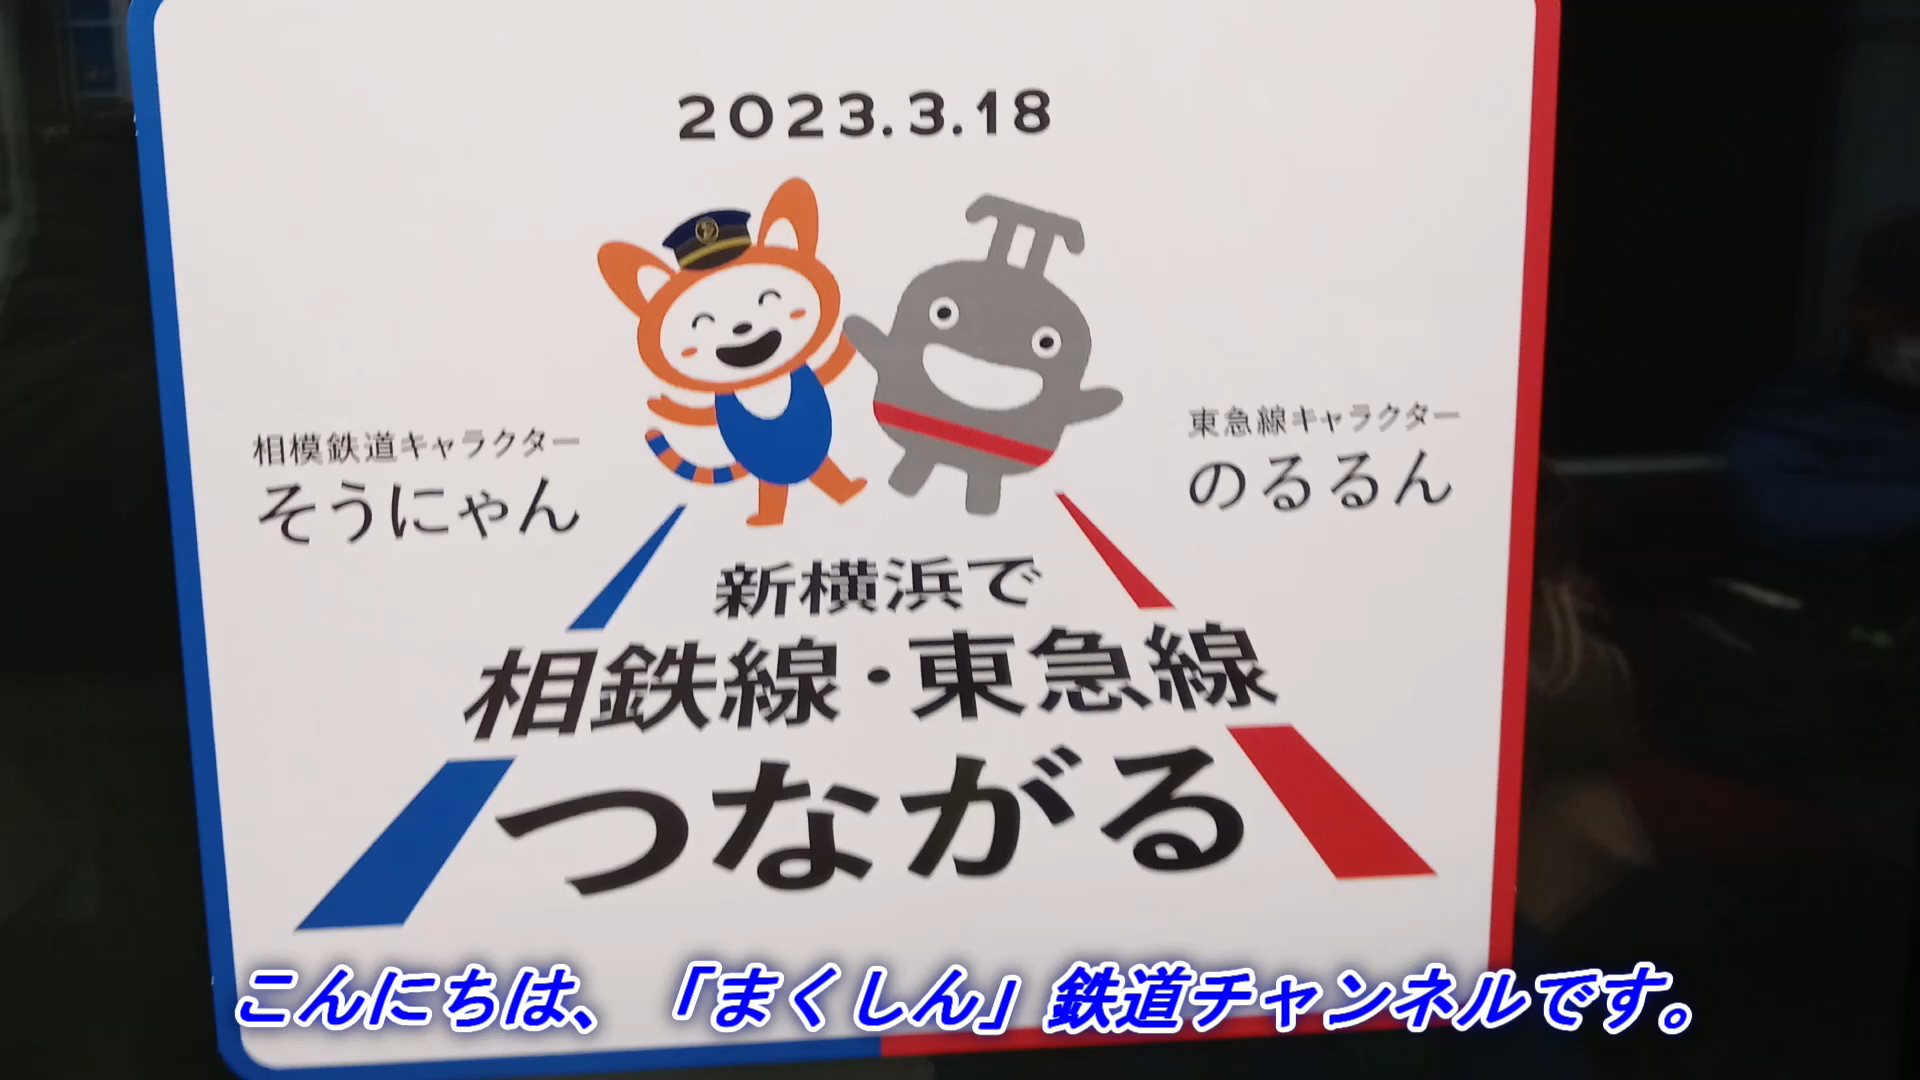 2023.3.18
相模鉄道キャラクター
そうにゃん
東急線キャラクター
のるるん
新横浜で
相鉄線・東急線
つながる
こんにちは、「まくしん」鉄道チャンネルです。